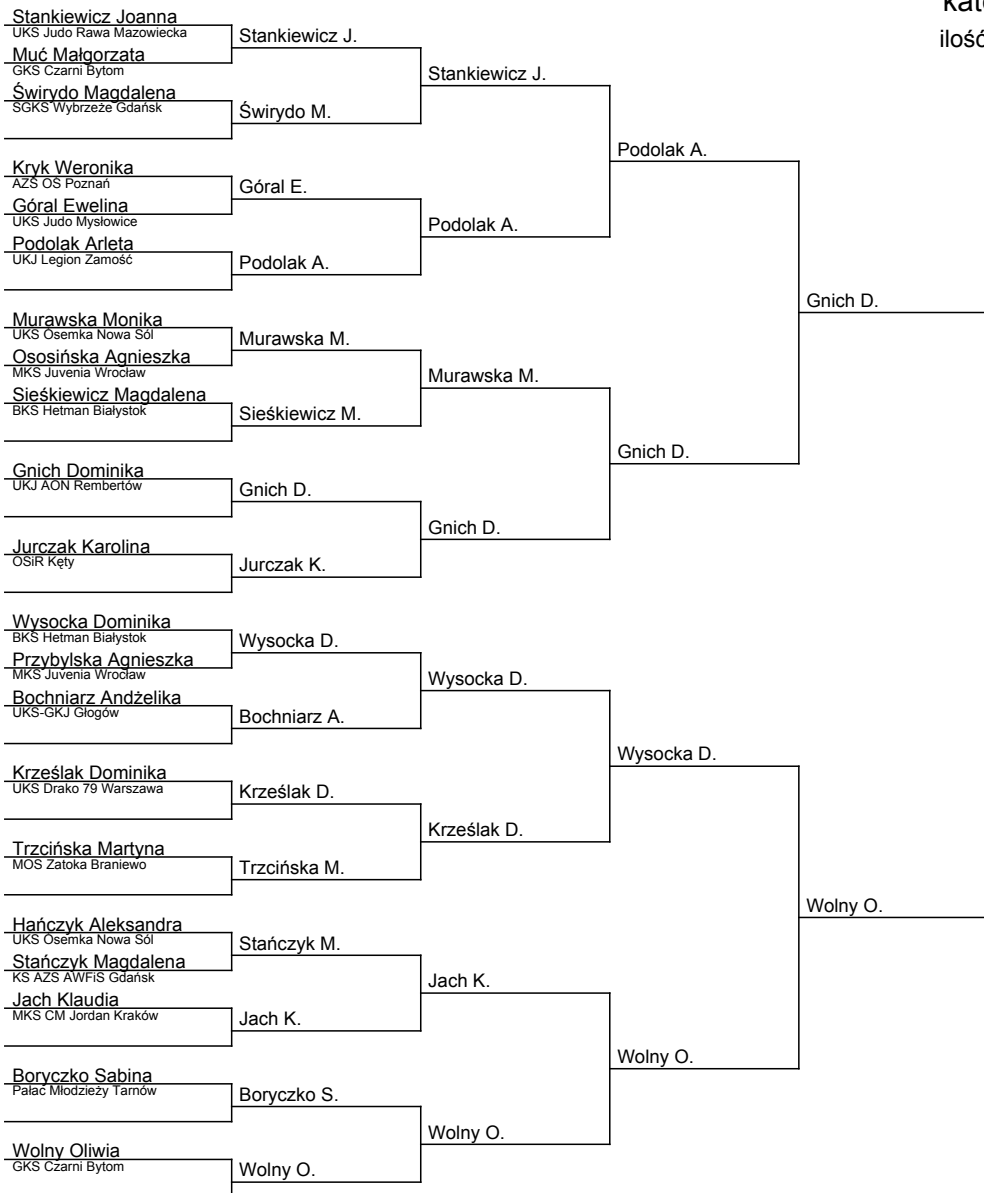 kate
ilość
Stankiewicz Joanna
UKS Judo Rawa Mazowiecka
Stankiewicz J.
Muć Małgorzata
GKS Czarni Bytom
Stankiewicz J.
Świrydo Magdalena
SGKS Wybrzeże Gdańsk
Świrydo M.
Podolak A.
Kryk Weronika
AZS OŚ Poznań
Góral E.
Góral Ewelina
UKS Judo Mysłowice
Podolak A.
Podolak Arleta
UKJ Legion Zamość
Podolak A.
Gnich D.
Murawska Monika
UKS Ósemka Nowa Sól
Murawska M.
Ososińska Agnieszka
MKS Juvenia Wrocław
Murawska M.
Sieśkiewicz Magdalena
BKS Hetman Białystok
Sieśkiewicz M.
Gnich D.
Gnich Dominika
UKJ AON Rembertów
Gnich D.
Gnich D.
Jurczak Karolina
OSiR Kęty
Jurczak K.
Wysocka Dominika
BKS Hetman Białystok
Wysocka D.
Przybylska Agnieszka
MKS Juvenia Wrocław
Wysocka D.
Bochniarz Andżelika
UKS-GKJ Głogów
Bochniarz A.
Wysocka D.
Krześlak Dominika
UKS Drako 79 Warszawa
Krześlak D.
Krześlak D.
Trzcińska Martyna
MOS Zatoka Braniewo
Trzcińska M.
Wolny O.
Hańczyk Aleksandra
UKS Ósemka Nowa Sól
Stańczyk M.
Stańczyk Magdalena
KS AZS AWFiS Gdańsk
Jach K.
Jach Klaudia
MKS CM Jordan Kraków
Jach K.
Wolny O.
Boryczko Sabina
Pałac Młodzieży Tarnów
Boryczko S.
Wolny O.
Wolny Oliwia
GKS Czarni Bytom
Wolny O.